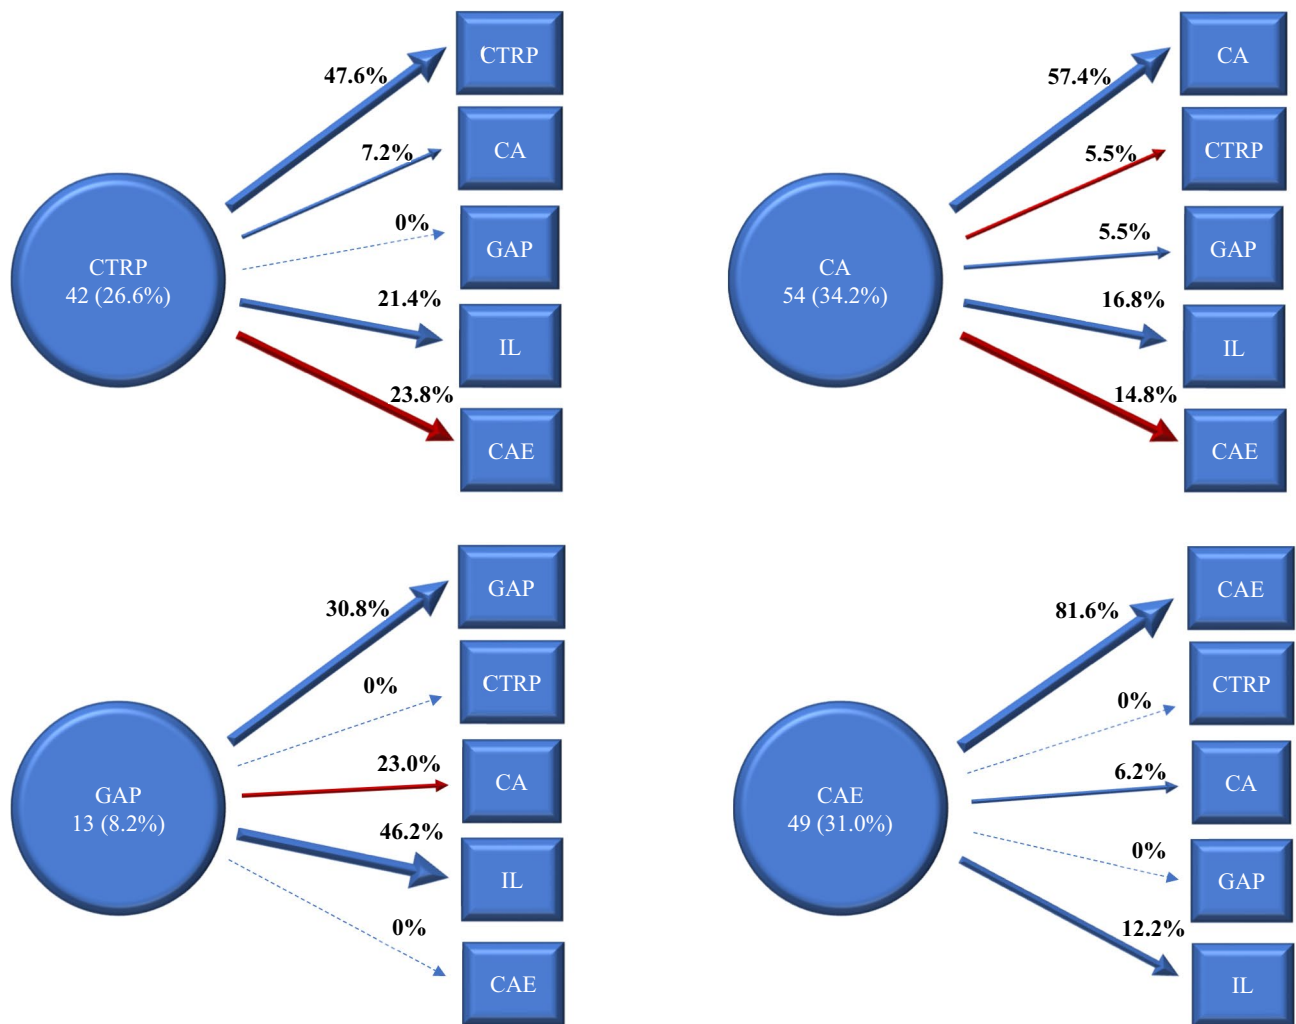 CTRP
42 (26.6%)
47.6%
CTRP
7.2%
CA
0%
GAP
21.4%
IL
23.8%
CAE
CA
54 (34.2%)
57.4%
CA
5.5%
CTRP
5.5%
GAP
16.8%
IL
14.8%
CAE
GAP
13 (8.2%)
30.8%
GAP
0%
CTRP
23.0%
CA
46.2%
IL
0%
CAE
CAE
49 (31.0%)
81.6%
CAE
0%
CTRP
6.2%
CA
0%
GAP
12.2%
IL